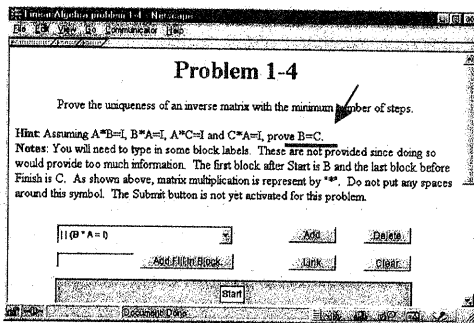 Linear Algebra problem 1-4 - Netscape
File Edit View Go Communicator Help
Problem 1-4
Prove the uniqueness of an inverse matrix with the minimum number of steps.
Hint: Assuming A*B=I, B*A=I, A*C=I and C*A=I, prove B=C.
Notes: You will need to type in some block labels. These are not provided since doing so
would provide too much information. The first block after Start is B and the last block before
Finish is C. As shown above, matrix multiplication is represent by "*". Do not put any spaces
around this symbol. The Submit button is not yet activated for this problem.
|| (B * A = I)
Add
Delete
Add Fill In Block
Link
Clear
Start
Document: Done